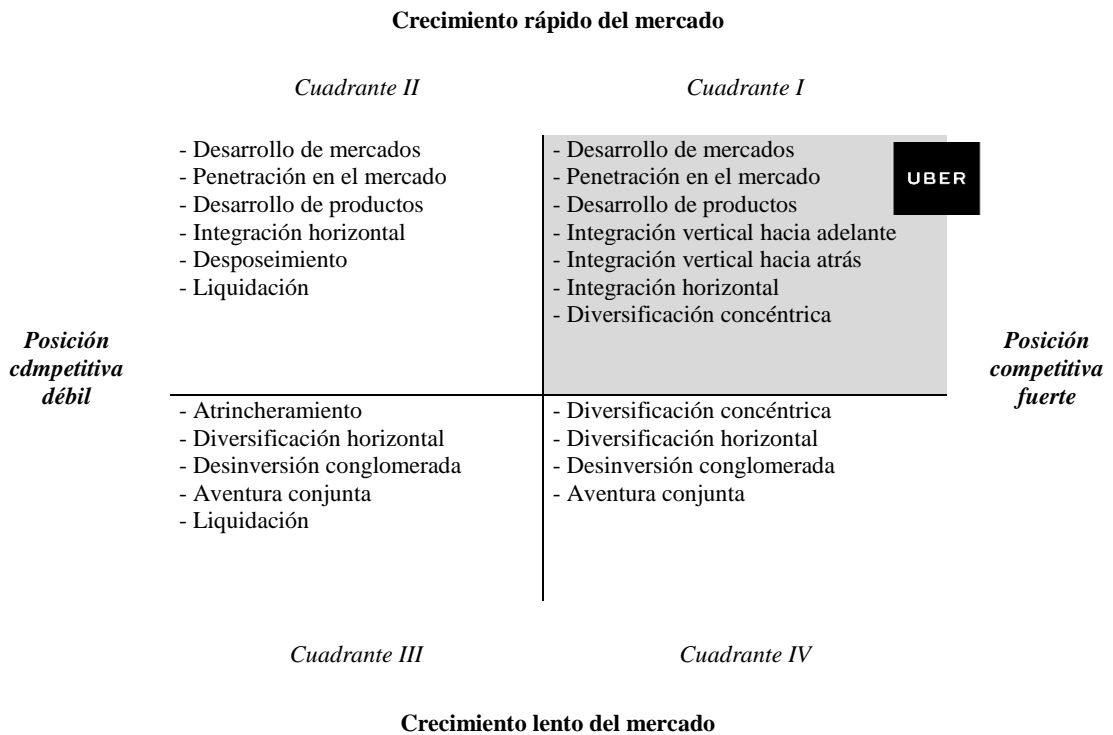 Crecimiento rápido del mercado
Cuadrante II
Cuadrante I
- Desarrollo de mercados
- Penetración en el mercado
- Desarrollo de productos
- Integración horizontal
- Desposeimiento
- Liquidación
- Desarrollo de mercados
- Penetración en el mercado
- Desarrollo de productos
- Integración vertical hacia adelante
- Integración vertical hacia atrás
- Integración horizontal
- Diversificación concéntrica
UBER
Posición
cdmpetitiva
débil
Posición
competitiva
fuerte
- Atrincheramiento
- Diversificación horizontal
- Desinversión conglomerada
- Aventura conjunta
- Liquidación
- Diversificación concéntrica
- Diversificación horizontal
- Desinversión conglomerada
- Aventura conjunta
Cuadrante III
Cuadrante IV
Crecimiento lento del mercado